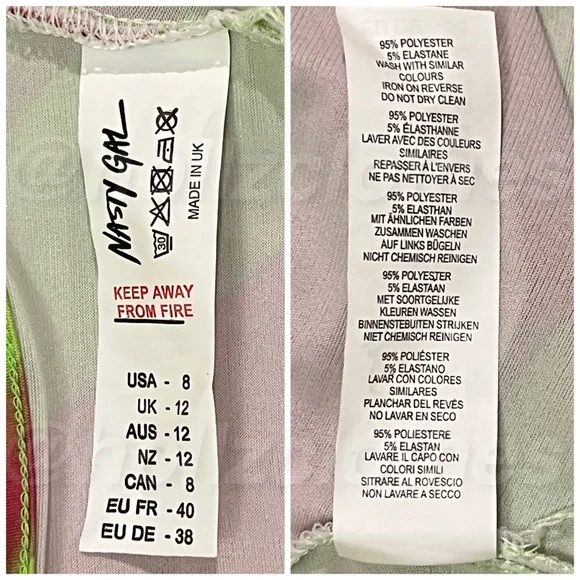 NASTY GAL
30
MADE IN UK
KEEP AWAY
FROM FIRE
USA - 8
UK - 12
AUS - 12
NZ - 12
CAN - 8
EU FR - 40
EU DE - 38
95% POLYESTER
5% ELASTANE
WASH WITH SIMILAR
COLOURS
IRON ON REVERSE
DO NOT DRY CLEAN
95% POLYESTER
5% ÉLASTHANNE
LAVER AVEC DES COULEURS
SIMILAIRES
REPASSER À L'ENVERS
NE PAS NETTOYER À SEC
95% POLYESTER
5% ELASTHAN
MIT ÄHNLICHEN FARBEN
ZUSAMMEN WASCHEN
AUF LINKS BÜGELN
NICHT CHEMISCH REINIGEN
95% POLYESTER
5% ELASTAAN
MET SOORTGELIJKE
KLEUREN WASSEN
BINNENSTEBUITEN STRIJKEN
NIET CHEMISCH REINIGEN
95% POLIÉSTER
5% ELASTANO
LAVAR CON COLORES
SIMILARES
PLANCHAR DEL REVÉS
NO LAVAR EN SECO
95% POLIESTERE
5% ELASTAN
LAVARE IL CAPO CON
COLORI SIMILI
SITRARE AL ROVESCIO
NON LAVARE A SECCO